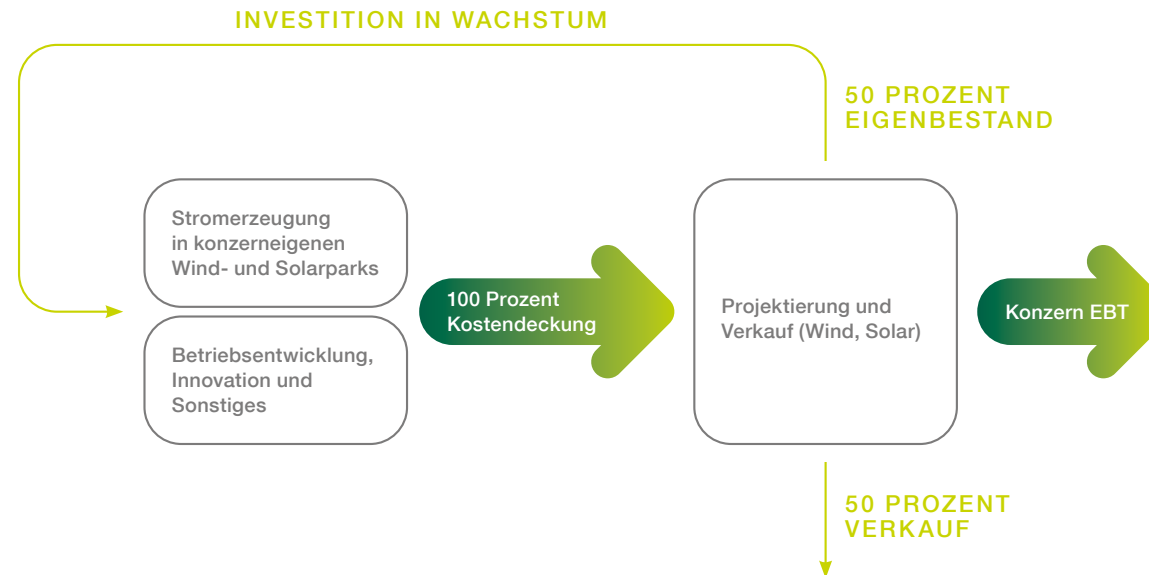 INVESTITION IN WACHSTUM
50 PROZENT
EIGENBESTAND
Stromerzeugung
in konzerneigenen
Wind- und Solarparks
Betriebsentwicklung,
Innovation und
Sonstiges
100 Prozent
Kostendeckung
Projektierung und
Verkauf (Wind, Solar)
Konzern EBT
50 PROZENT
VERKAUF